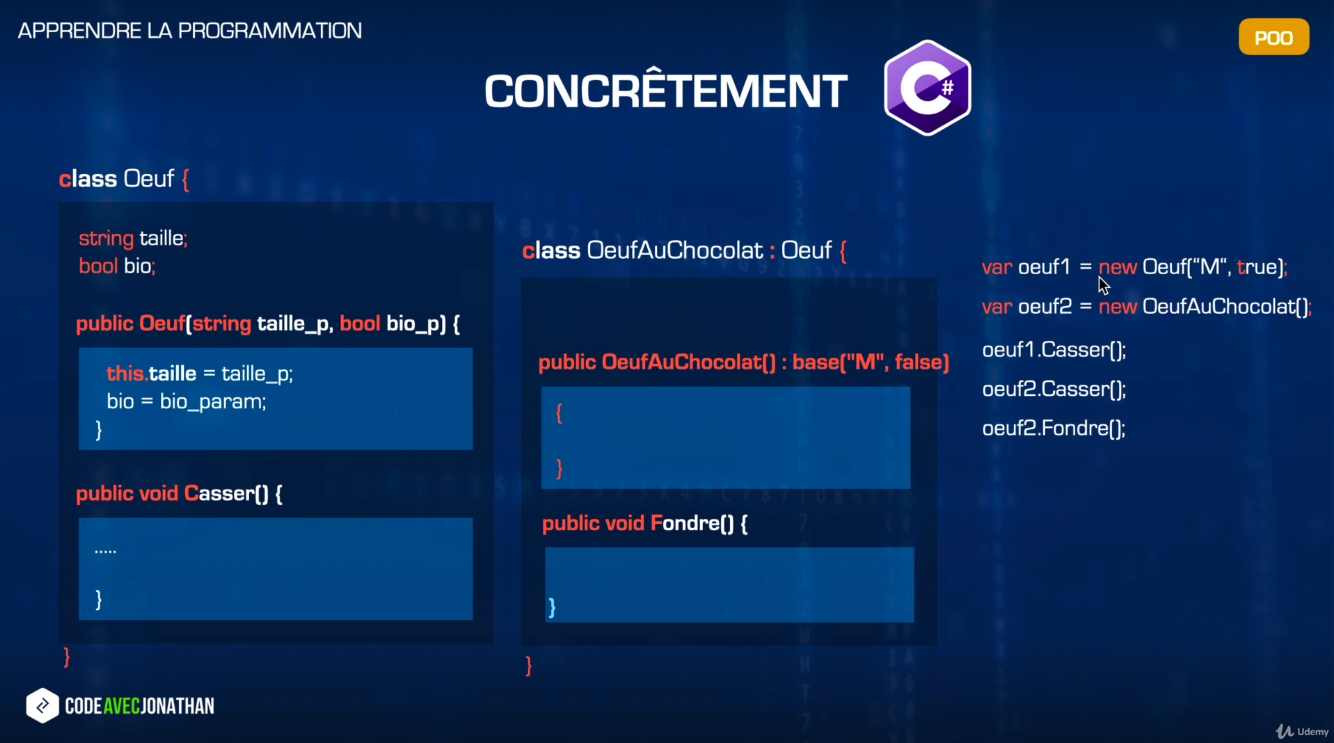 APPRENDRE LA PROGRAMMATION
POO
CONCRÊTEMENT
C#
class Oeuf {
string taille;
bool bio;
public Oeuf(string taille_p, bool bio_p) {
this.taille = taille_p;
bio = bio_param;
}
public void Casser() {
.....
}
}
class OeufAuChocolat : Oeuf {
public OeufAuChocolat() : base("M", false)
{
}
public void Fondre() {
}
}
var oeuf1 = new Oeuf(“M“, true);
var oeuf2 = new OeufAuChocolat();
oeuf1.Casser();
oeuf2.Casser();
oeuf2.Fondre();
CODEAVECJONATHAN
Udemy